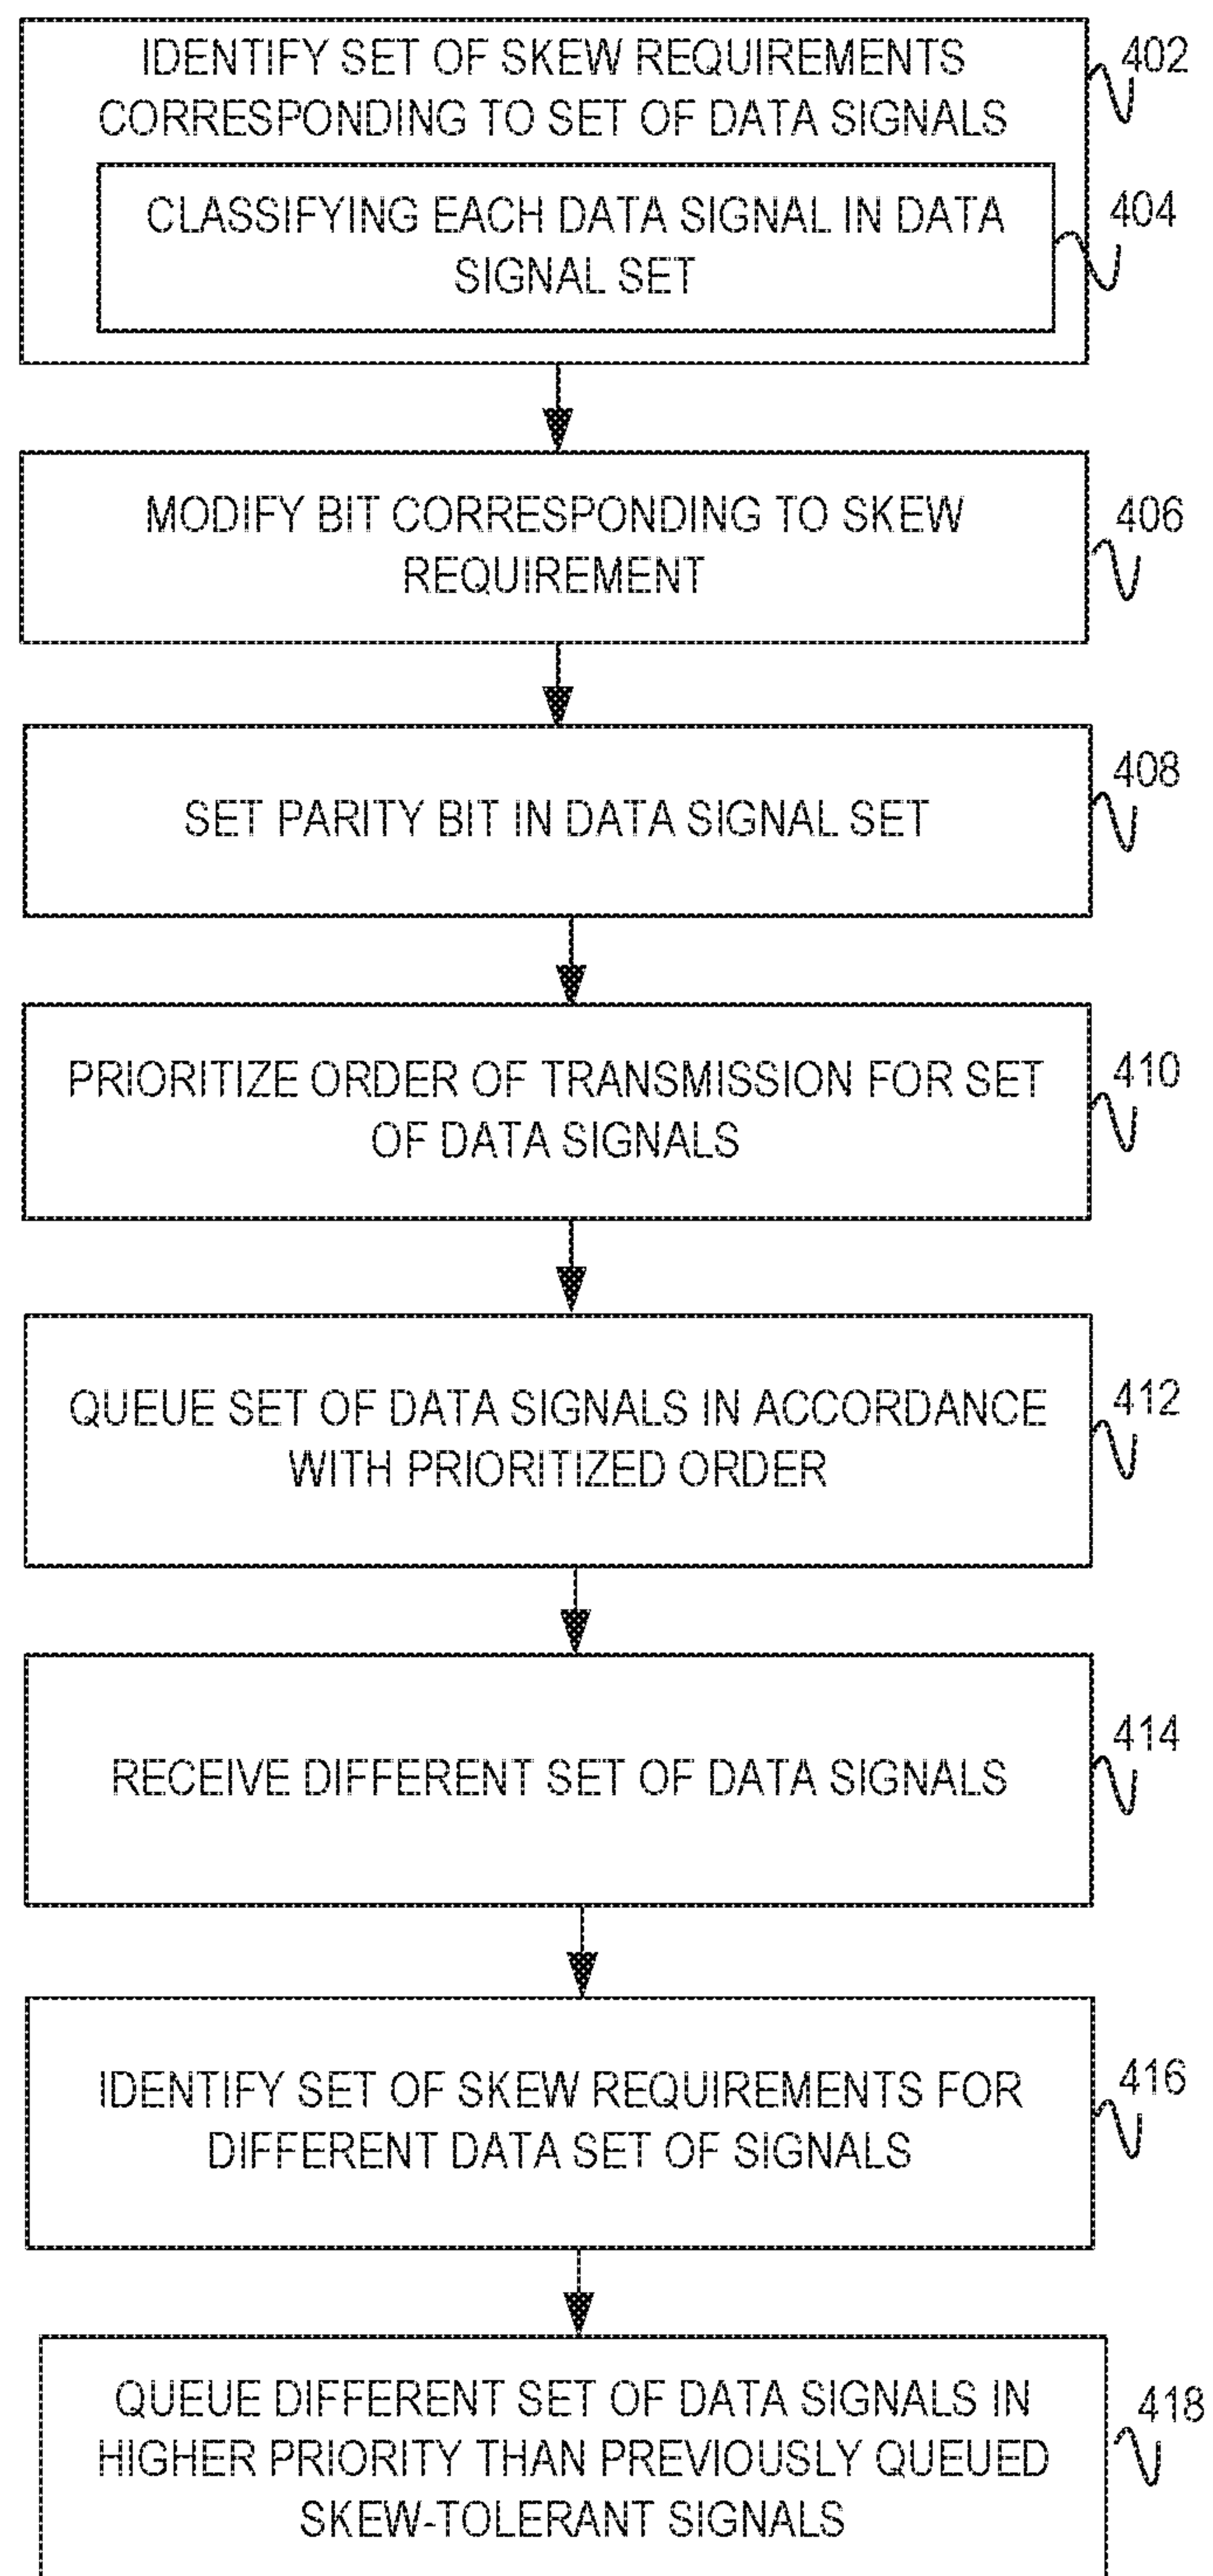 IDENTIFY SET OF SKEW REQUIREMENTS
CORRESPONDING TO SET OF DATA SIGNALS
402
CLASSIFYING EACH DATA SIGNAL IN DATA
SIGNAL SET
404
MODIFY BIT CORRESPONDING TO SKEW
REQUIREMENT
406
SET PARITY BIT IN DATA SIGNAL SET
408
PRIORITIZE ORDER OF TRANSMISSION FOR SET
OF DATA SIGNALS
410
QUEUE SET OF DATA SIGNALS IN ACCORDANCE
WITH PRIORITIZED ORDER
412
RECEIVE DIFFERENT SET OF DATA SIGNALS
414
IDENTIFY SET OF SKEW REQUIREMENTS FOR
DIFFERENT DATA SET OF SIGNALS
416
QUEUE DIFFERENT SET OF DATA SIGNALS IN
HIGHER PRIORITY THAN PREVIOUSLY QUEUED
SKEW-TOLERANT SIGNALS
418